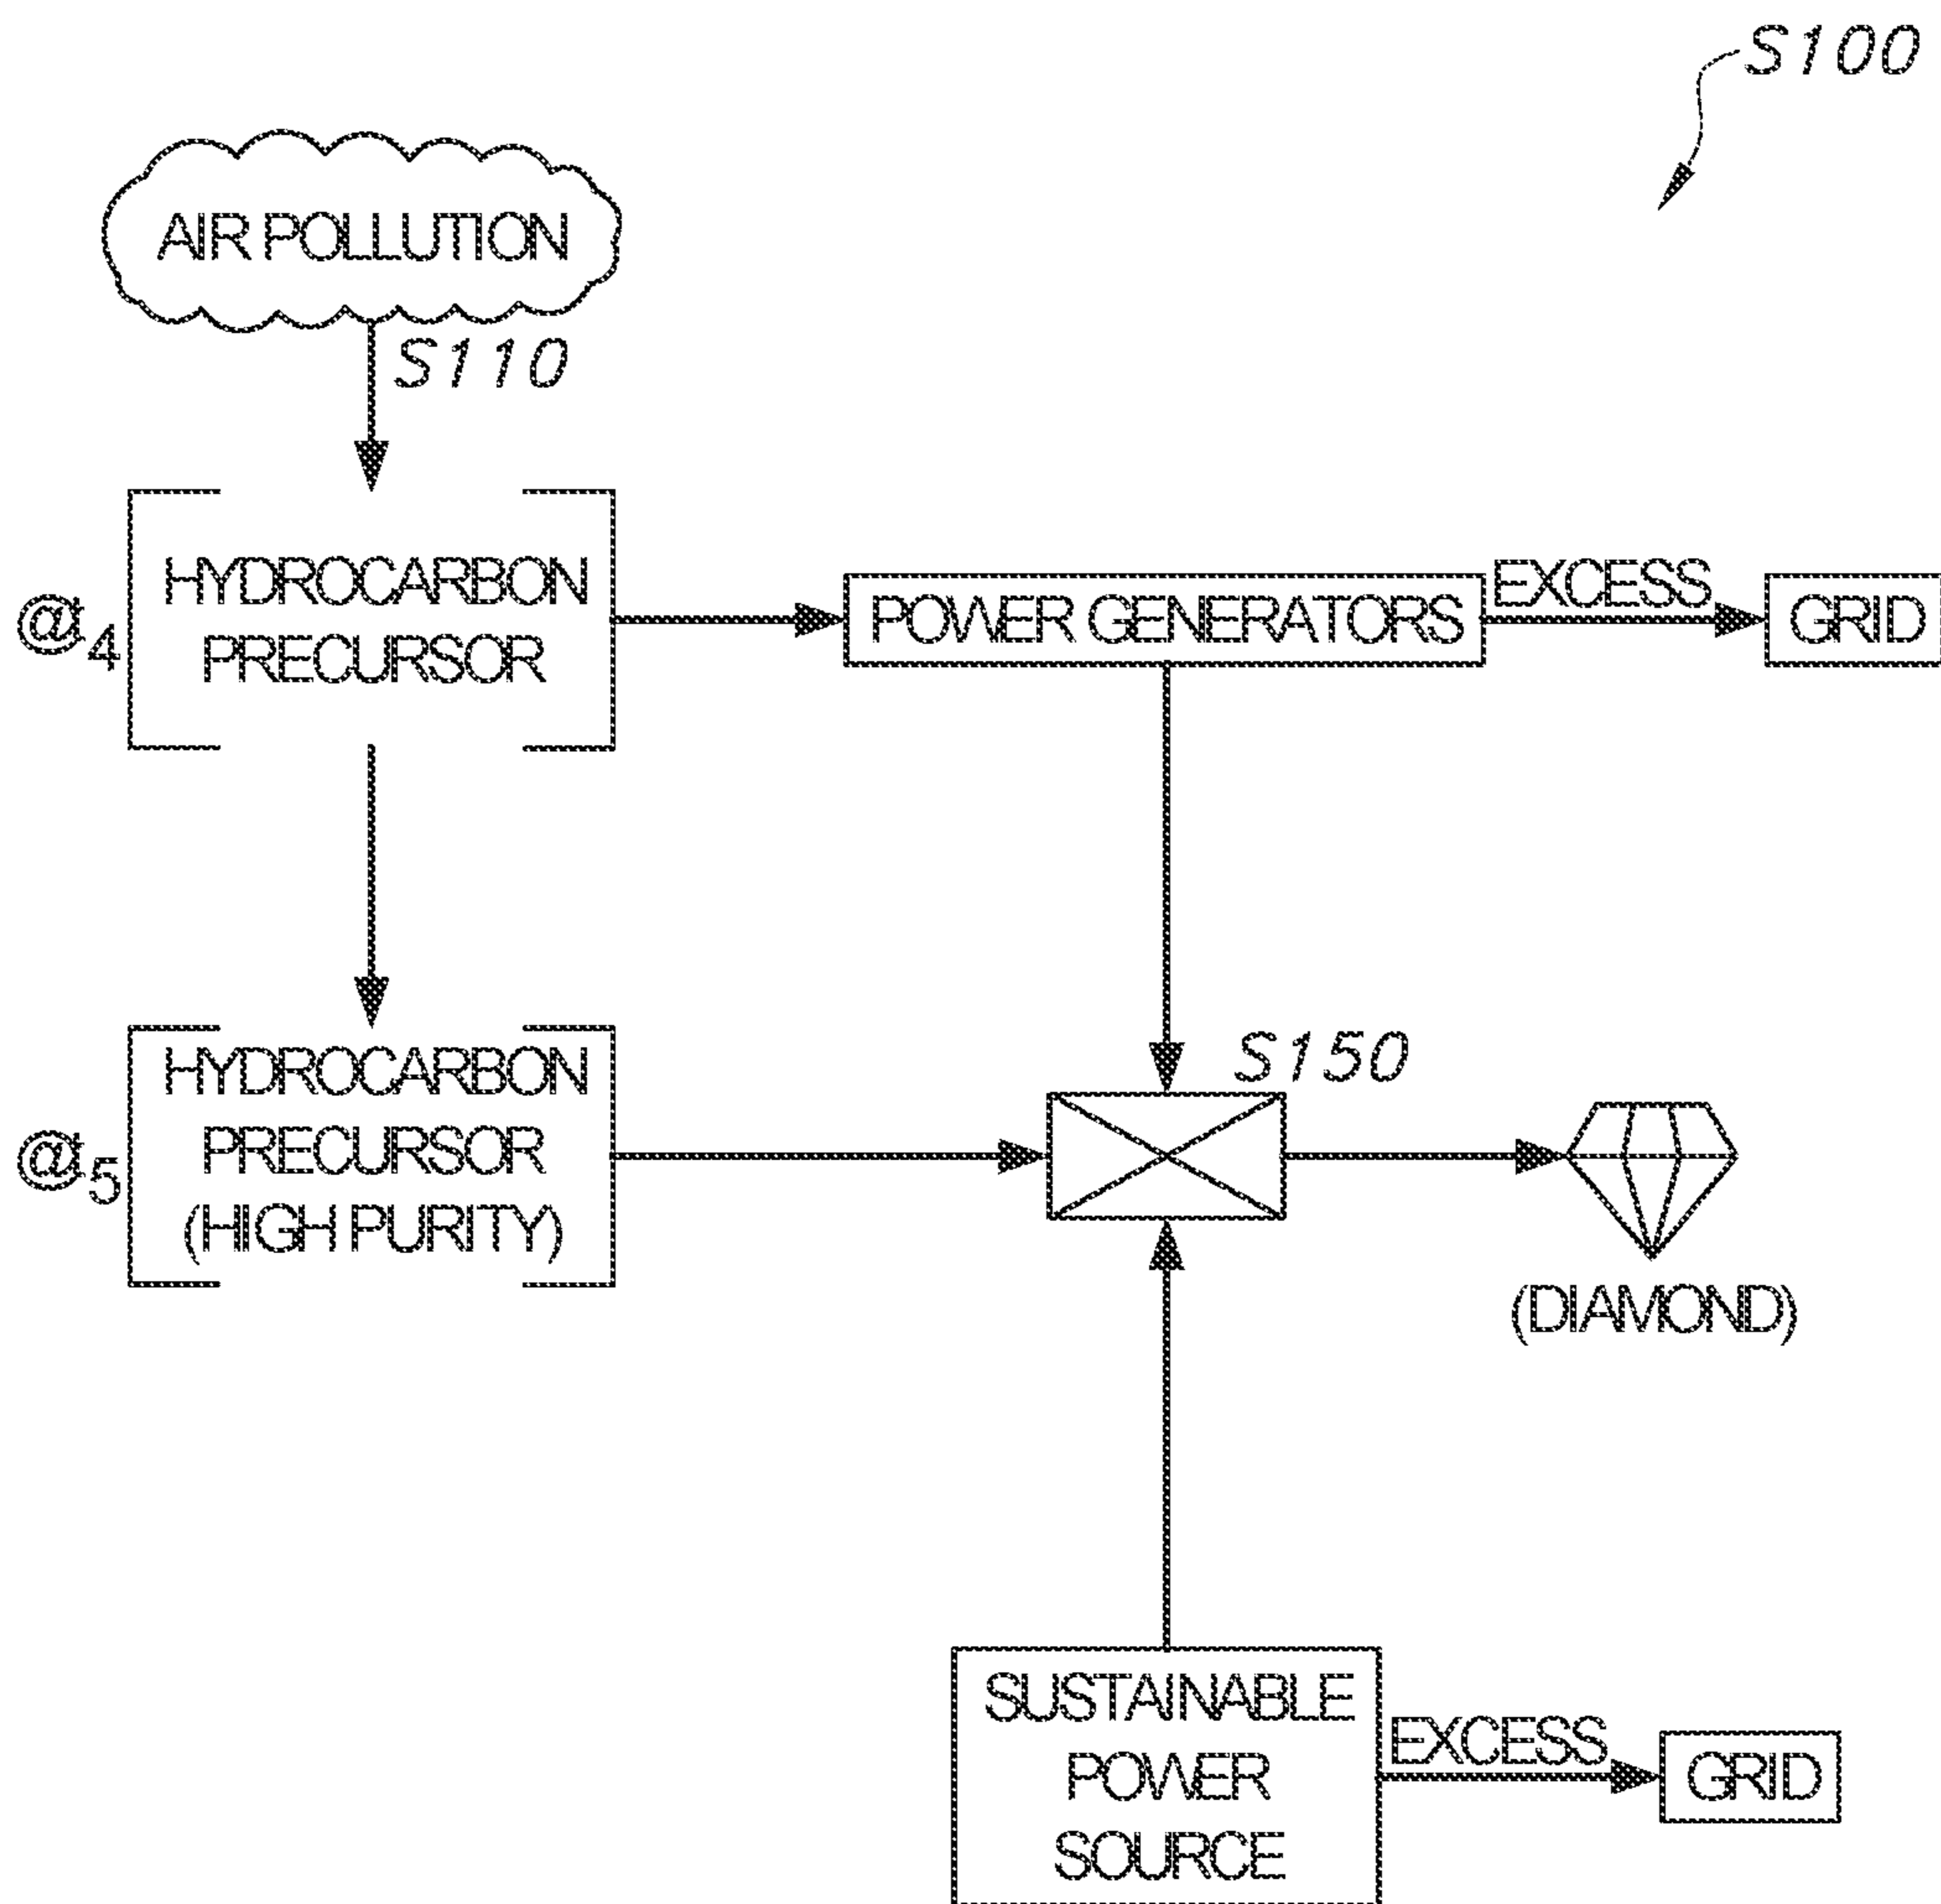 S100
AIR POLLUTION
S110
@t4
HYDROCARBON
PRECURSOR
POWER GENERATORS
EXCESS
GRID
@t5
HYDROCARBON
PRECURSOR
(HIGH PURITY)
S150
(DIAMOND)
SUSTAINABLE
POWER
SOURCE
EXCESS
GRID